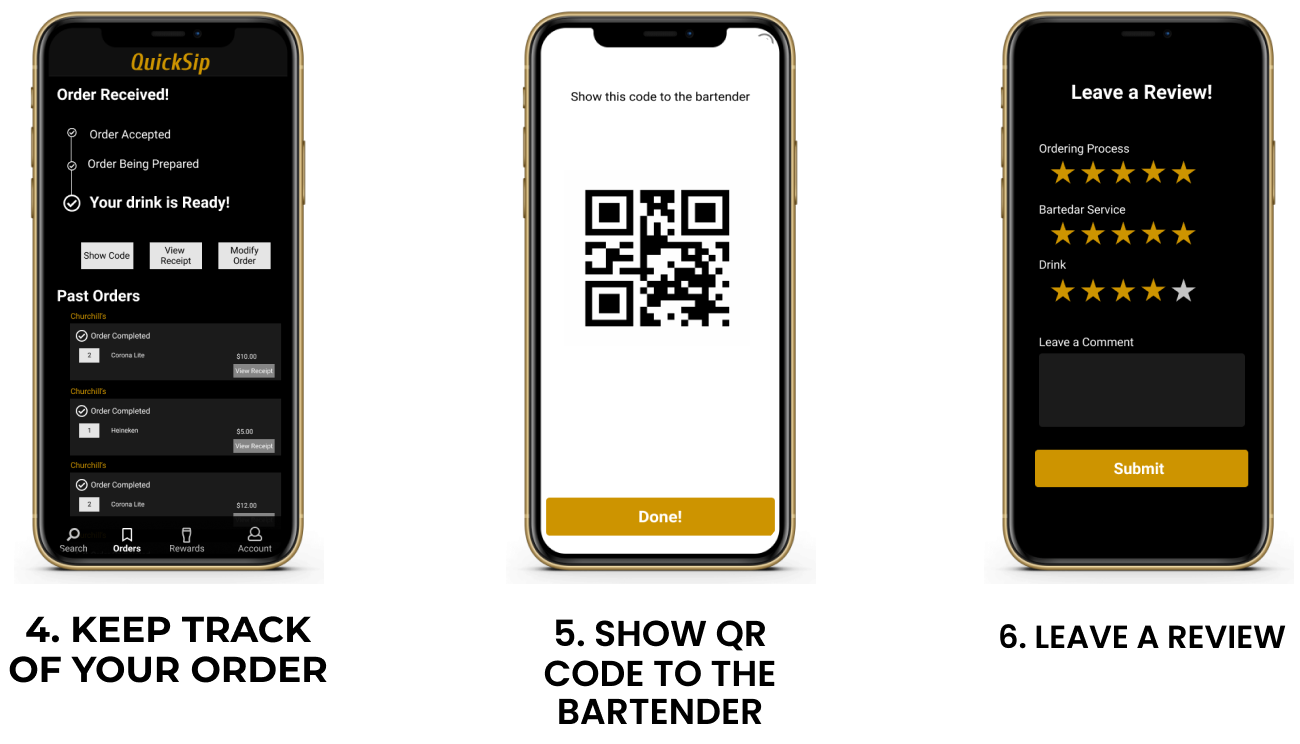 QuickSip
Order Received!
Order Accepted
Order Being Prepared
Your drink is Ready!
Show Code
View
Receipt
Modify
Order
Past Orders
Churchill's
Order Completed
2 Corona Lite
$10.00
View Receipt
Churchill's
Order Completed
1 Heineken
$5.00
View Receipt
Churchill's
Order Completed
2 Corona Lite
$12.00
Search Orders Rewards Account
4. KEEP TRACK
OF YOUR ORDER
Show this code to the bartender
Done!
5. SHOW QR
CODE TO THE
BARTENDER
Leave a Review!
Ordering Process
Bartedar Service
Drink
Leave a Comment
Submit
6. LEAVE A REVIEW